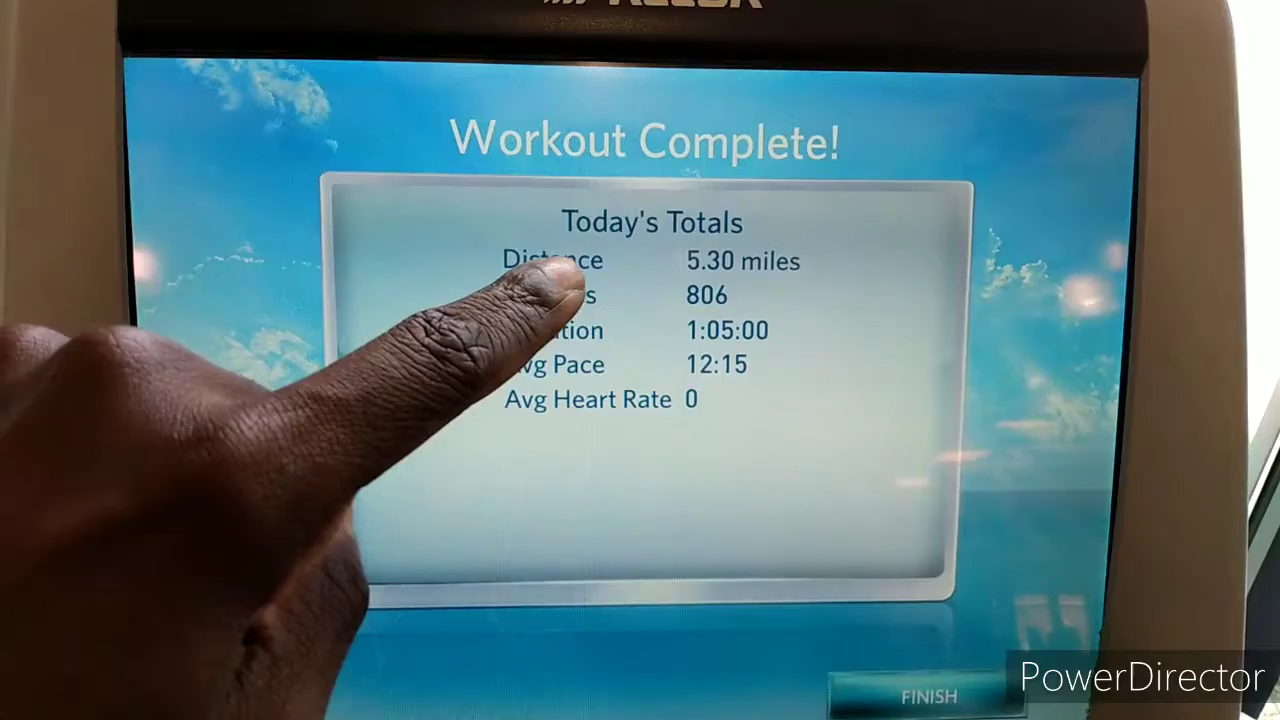 Workout Complete!
Today's Totals
Distance 5.30 miles
806
1:05:00
Avg Pace 12:15
Avg Heart Rate 0
FINISH
PowerDirector